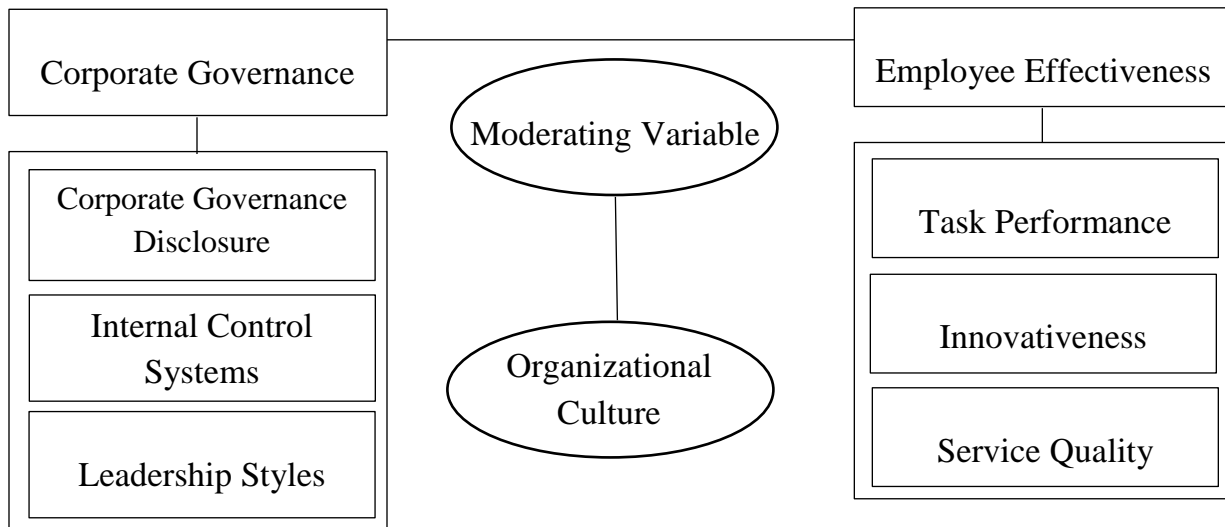 Corporate Governance
Corporate Governance
Disclosure
Internal Control
Systems
Leadership Styles
Moderating Variable
Organizational
Culture
Employee Effectiveness
Task Performance
Innovativeness
Service Quality